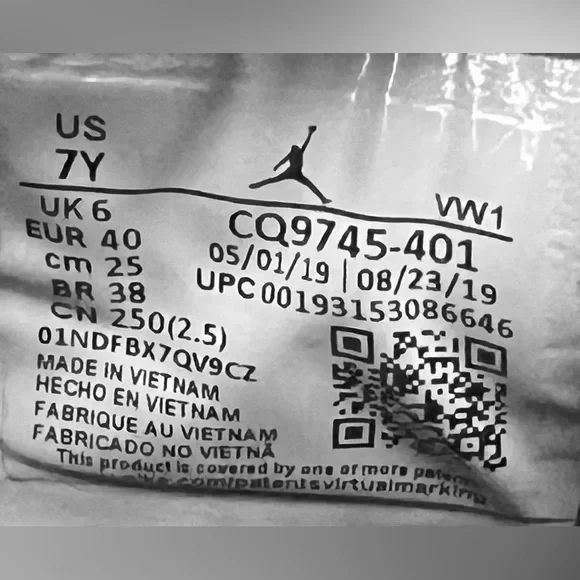 US
7Y
VW1
UK 6
EUR 40
cm 25
BR 38
CN 250(2.5)
CQ9745-401
05/01/19 | 08/23/19
UPC 00193153086646
01NDFBX7QV9CZ
MADE IN VIETNAM
HECHO EN VIETNAM
FABRIQUE AU VIETNAM
FABRICADO NO VIETNÃ
This product is covered by one or more